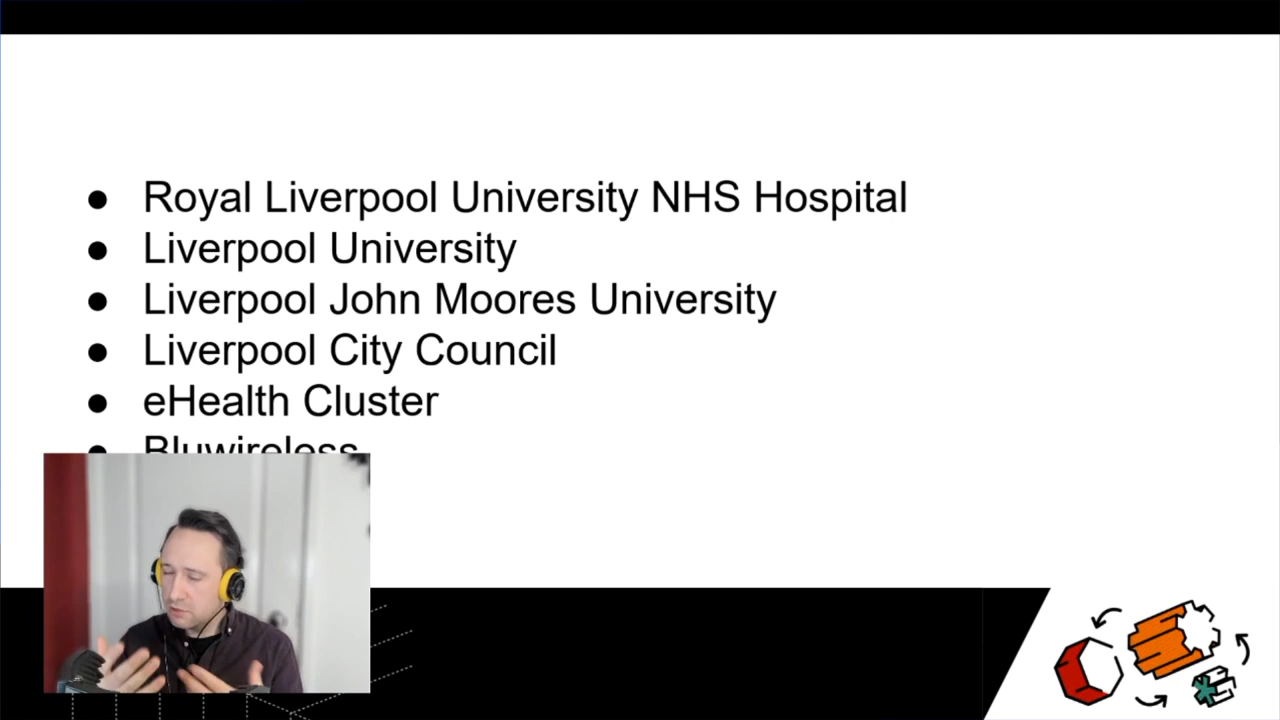 Royal Liverpool University NHS Hospital
Liverpool University
Liverpool John Moores University
Liverpool City Council
eHealth Cluster
Bluwireless